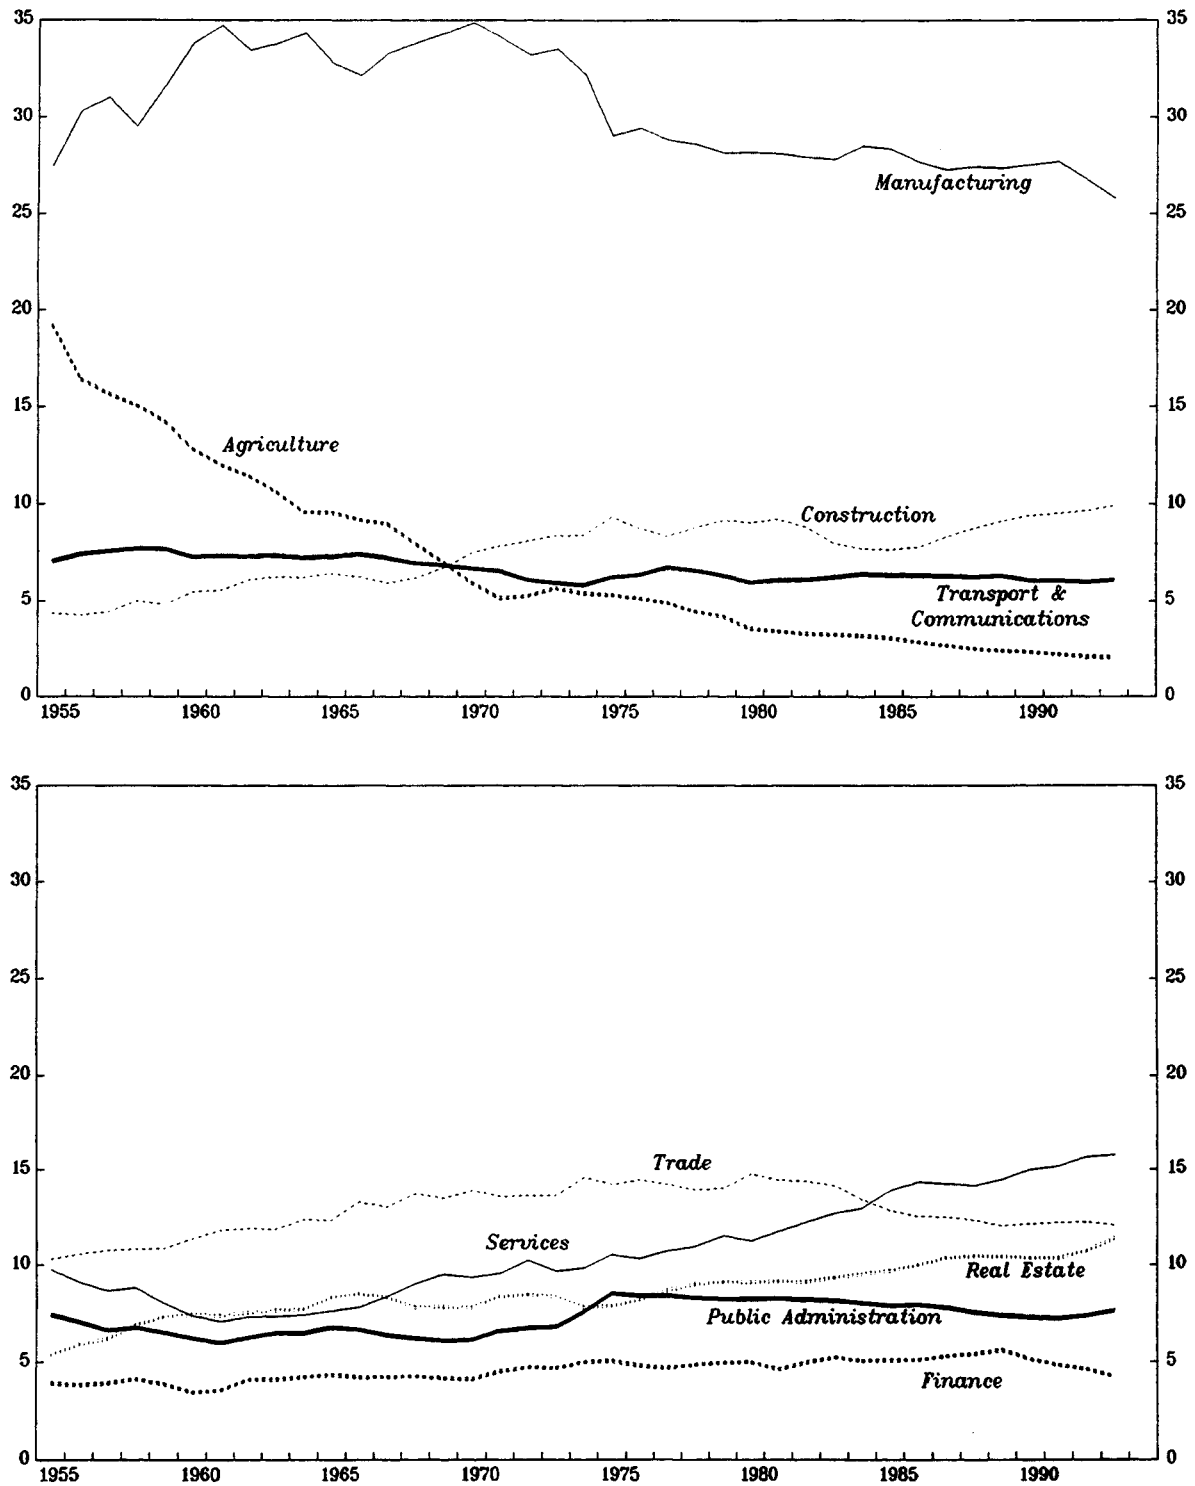 35 35
30 30
Manufacturing
25 25
20 20
15 15
Agriculture
10 10
Construction
Transport &
5 5
Communications
0 0
1955 1960 1965 1970 1975 1980 1985 1990
35 35
30 30
25 25
20 20
15 15
Trade
Services
10 10
Real Estate
Public Administration
5 5
Finance
0 0
1955 1960 1965 1970 1975 1980 1985 1990